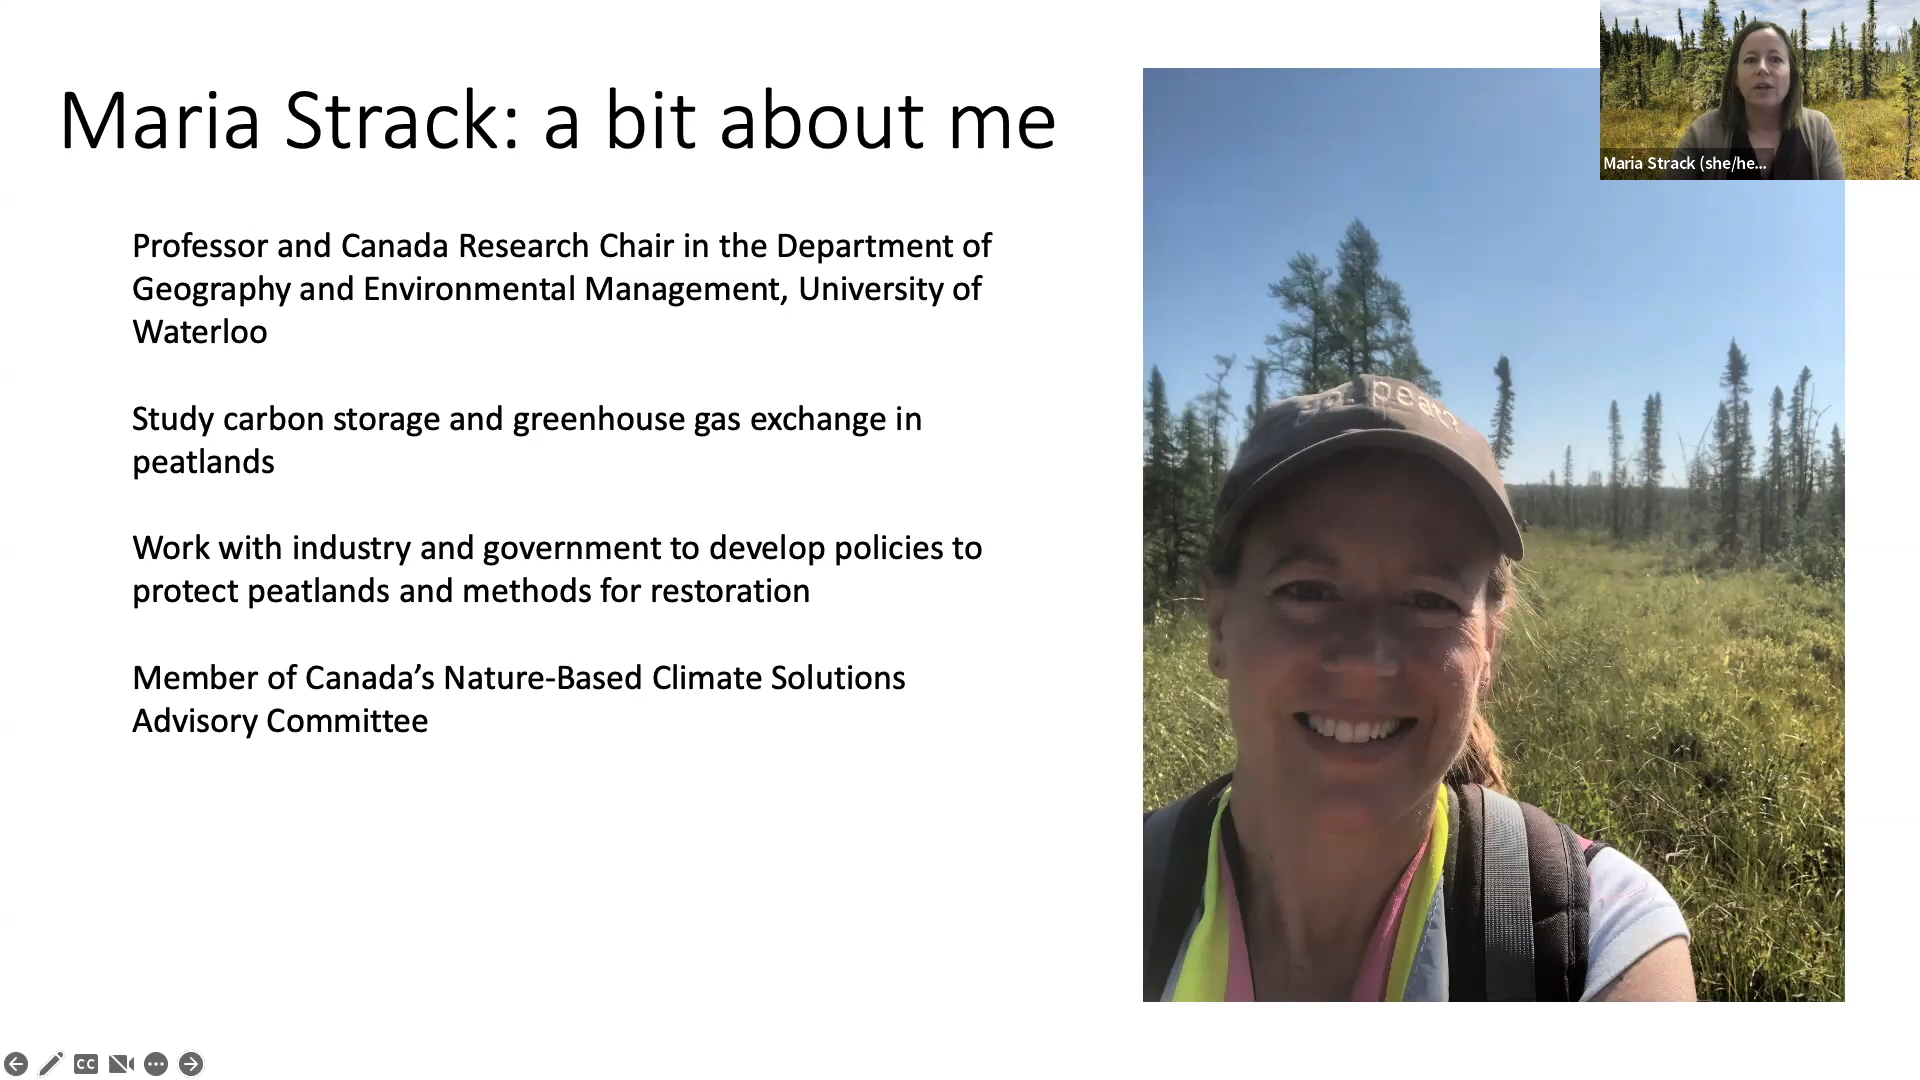 Maria Strack: a bit about me
Professor and Canada Research Chair in the Department of
Geography and Environmental Management, University of
Waterloo
Study carbon storage and greenhouse gas exchange in
peatlands
Work with industry and government to develop policies to
protect peatlands and methods for restoration
Member of Canada’s Nature-Based Climate Solutions
Advisory Committee
Maria Strack (she/he...
peat?
CC